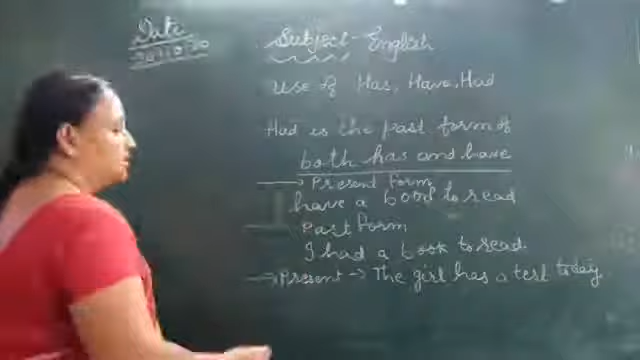 Date
Subject - English
use of Has, Have, Had
Had is the past form of
both has and have
→ Present form
I have a book to read
Past form
I had a book to read.
→ Present → The girl has a test today.